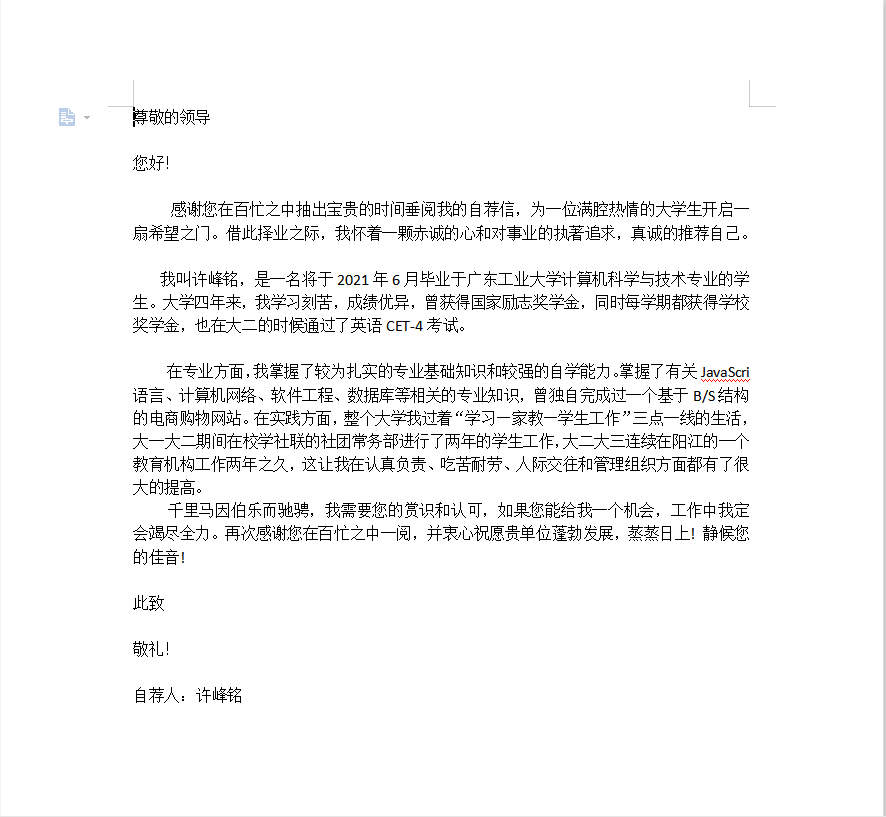 尊敬的领导
您好！
感谢您在百忙之中抽出宝贵的时间垂阅我的自荐信，为一位满腔热情的大学生开启一
扇希望之门。借此择业之际，我怀着一颗赤诚的心和对事业的执著追求，真诚的推荐自己。
我叫许峰铭，是一名将于 2021 年 6 月毕业于广东工业大学计算机科学与技术专业的学
生。大学四年来，我学习刻苦，成绩优异，曾获得国家励志奖学金，同时每学期都获得学校
奖学金，也在大二的时候通过了英语 CET-4 考试。
在专业方面，我掌握了较为扎实的专业基础知识和较强的自学能力。掌握了有关 JavaScri
语言、计算机网络、软件工程、数据库等相关的专业知识，曾独自完成过一个基于 B/S 结构
的电商购物网站。在实践方面，整个大学我过着“学习一家教一学生工作”三点一线的生活，
大一大二期间在校学社联的社团常务部进行了两年的学生工作，大二大三连续在阳江的一个
教育机构工作两年之久，这让我在认真负责、吃苦耐劳、人际交往和管理组织方面都有了很
大的提高。
千里马因伯乐而驰骋，我需要您的赏识和认可，如果您能给我一个机会，工作中我定
会竭尽全力。再次感谢您在百忙之中一阅，并衷心祝愿贵单位蓬勃发展，蒸蒸日上！静候您
的佳音！
此致
敬礼！
自荐人：许峰铭